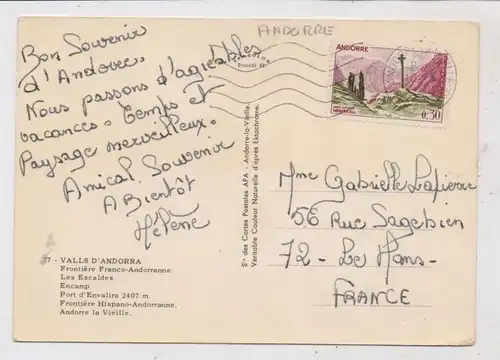 ANDORRE
Bon Souvenir
d'Andorre,
Nous passons d'agréables
vacances. Temps et
Paysage merveilleux.
Amical Souvenir
A Bientôt
Hélène
27 - VALLS D'ANDORRA
Frontière Franco-Andorranne.
Les Escaldes
Encamp
Port d'Envalira 2407 m.
Frontière Hispano-Andorranne.
Andorre la Vieille.
Sté des Cartes Postales APA - Andorre-la-Vieille.
Véritable Couleur Naturelle d'après Ektachrome.
ANDORRE
0,30
Mme Gabrielle Lapierre
56 Rue Sagebien
72 - Le Mans -
FRANCE